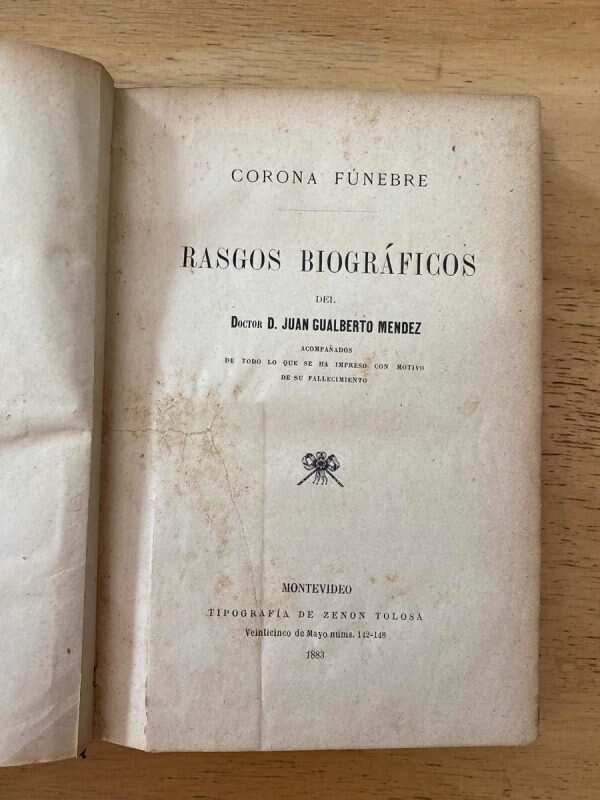 CORONA FÚNEBRE
RASGOS BIOGRÁFICOS
DEL
DOCTOR D. JUAN GUALBERTO MENDEZ
ACOMPAÑADOS
DE TODO LO QUE SE HA IMPRESO CON MOTIVO
DE SU FALLECIMIENTO
MONTEVIDEO
TIPOGRAFÍA DE ZENON TOLOSA
Veinticinco de Mayo núms. 142-148
1883